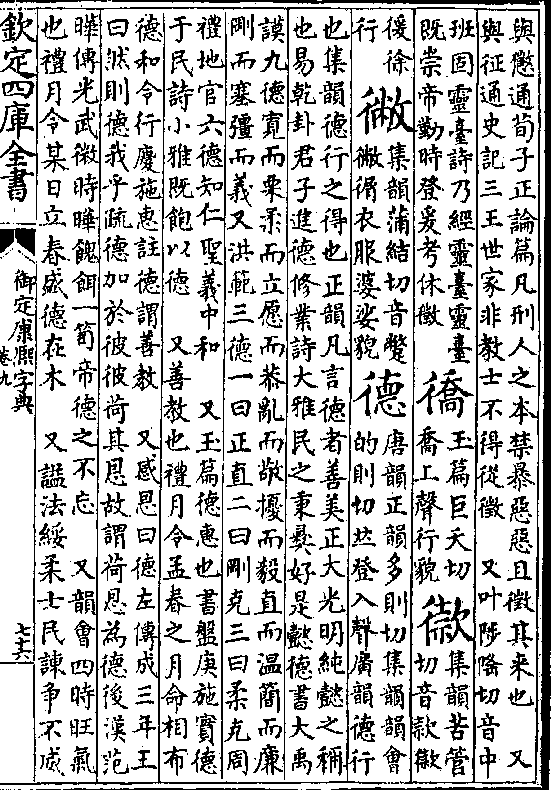 與懲通荀子正論篇凡刑人之本禁暴惡惡且徵其來也　又
與征通史記三王世家非教士不得從徵　又叶陟隆切音中
班固靈臺詩乃經靈臺靈臺
既崇帝勤時登爰考休徵
玉篇巨夭切
喬上聲行貌
集韻苦管
切音款
緩徐
行
徶
集韻蒲結切音蹩
徶㣯衣服婆娑貌
德
唐韻正韻多則切集韻韻會
的則切𠀤登入聲廣韻德行
也集韻德行之得也正韻凡言德者善美正大光明純懿之稱
也易乾卦君子進德修業詩大雅民之秉彝好是懿德書大禹
謨九德寬而栗柔而立愿而恭亂而敬擾而毅直而温簡而廉
剛而塞彊而義又洪範三德一曰正直二曰剛克三曰柔克周
禮地官六德知仁聖義中和　又玉篇德惠也書盤庚施實德
于民詩小雅既飽以德　又善教也禮月令孟春之月命相布
德和令行慶施惠註德謂善教　又感恩曰德左傳成三年王
曰然則德我乎疏德加於彼彼荷其恩故謂荷恩為德後漢范
曄傳光武微時曄餽餌一笥帝德之不忘　又韻會四時旺氣
也禮月令某日立春盛德在木　又諡法綏柔士民諫争不威
欽定四庫全書
御定康熙字典
卷九
七六